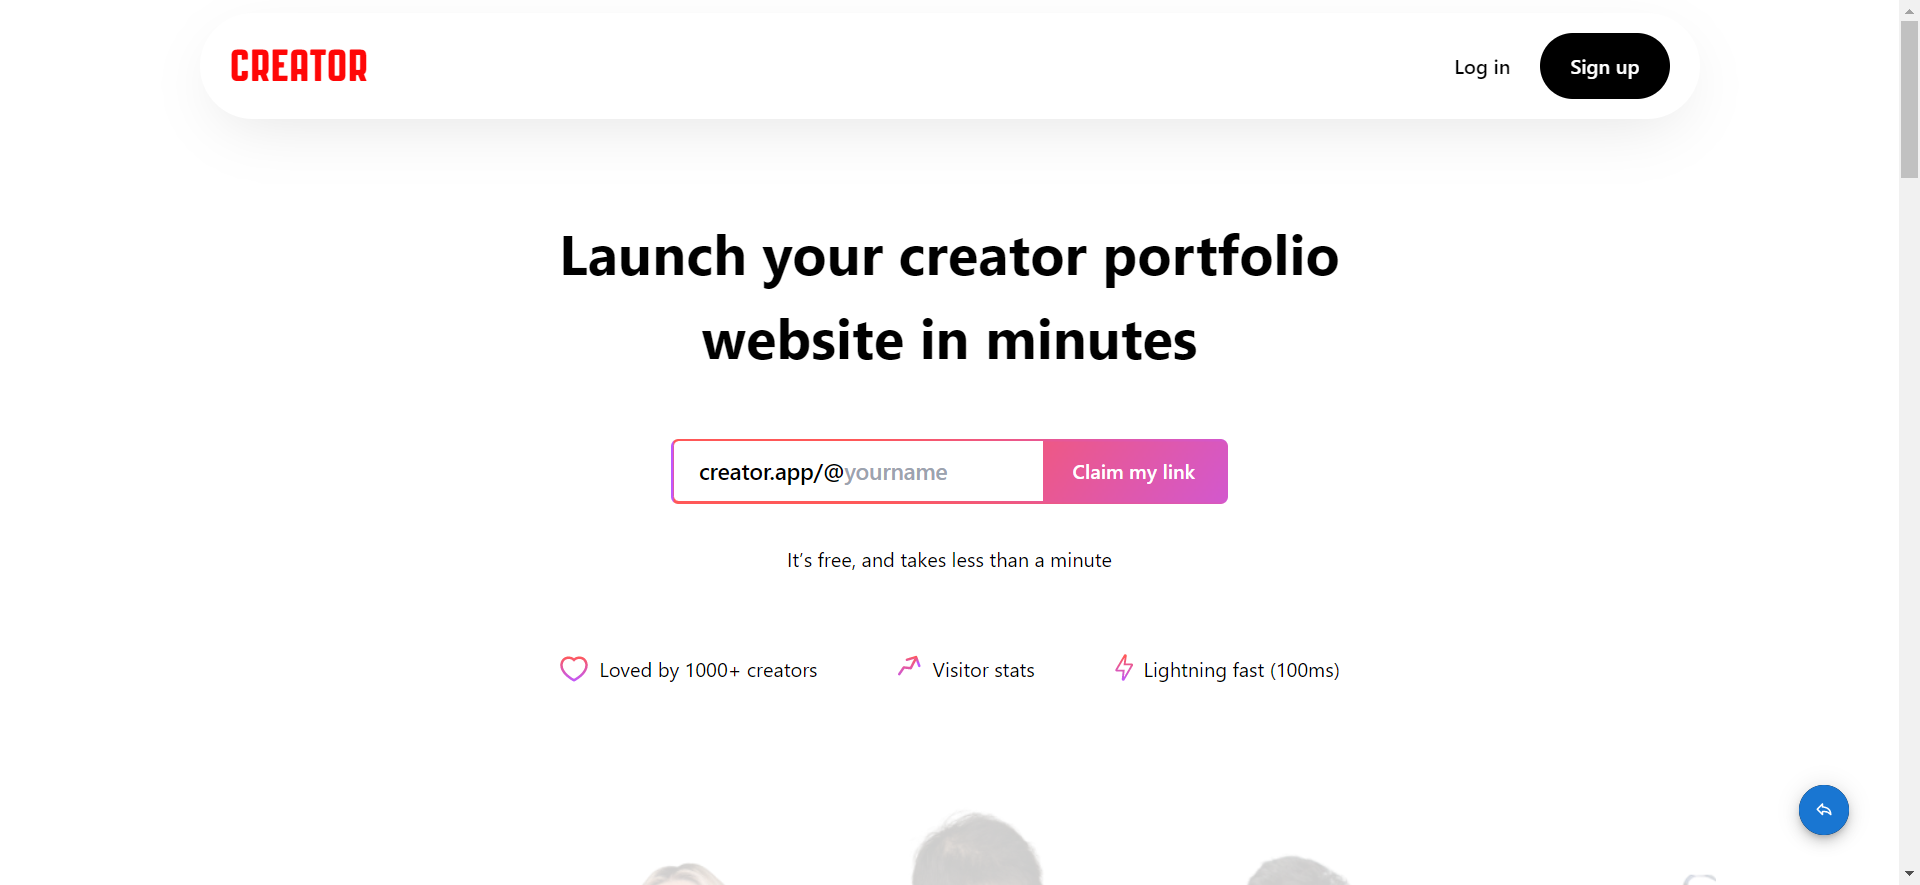 CREATOR
Log in
Sign up
Launch your creator portfolio
website in minutes
creator.app/@yourname
Claim my link
It’s free, and takes less than a minute
Loved by 1000+ creators
Visitor stats
Lightning fast (100ms)